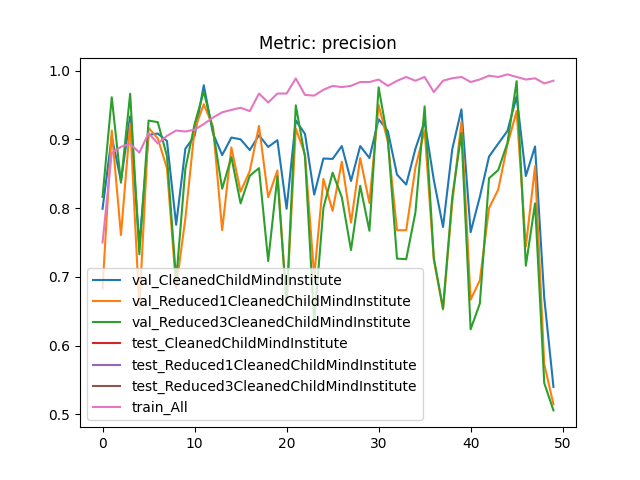 Metric: precision
1.0
0.9
0.8
0.7
0.6
0.5
val_CleanedChildMindInstitute
val_Reduced1CleanedChildMindInstitute
val_Reduced3CleanedChildMindInstitute
test_CleanedChildMindInstitute
test_Reduced1CleanedChildMindInstitute
test_Reduced3CleanedChildMindInstitute
train_All
0 10 20 30 40 50